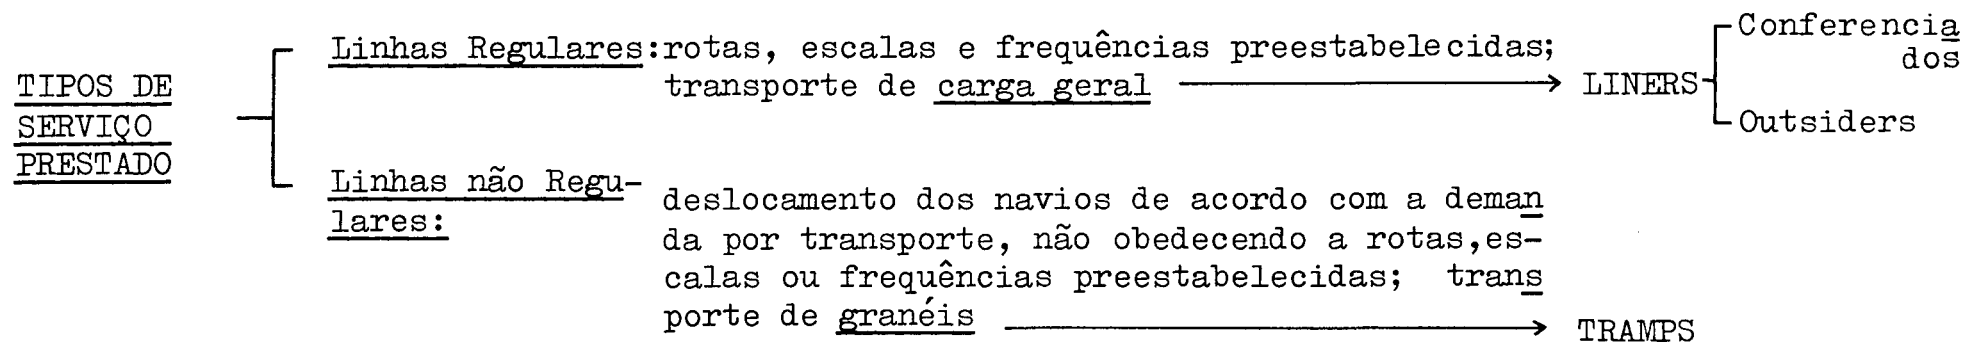 TIPOS DE
SERVIÇO
PRESTADO
Linhas Regulares:rotas, escalas e frequências preestabelecidas;
transporte de carga geral
LINERS
Conferencia
dos
Outsiders
Linhas não Regu-
lares:
deslocamento dos navios de acordo com a deman
da por transporte, não obedecendo a rotas,es-
calas ou frequências preestabelecidas; trans
porte de granéis
TRAMPS